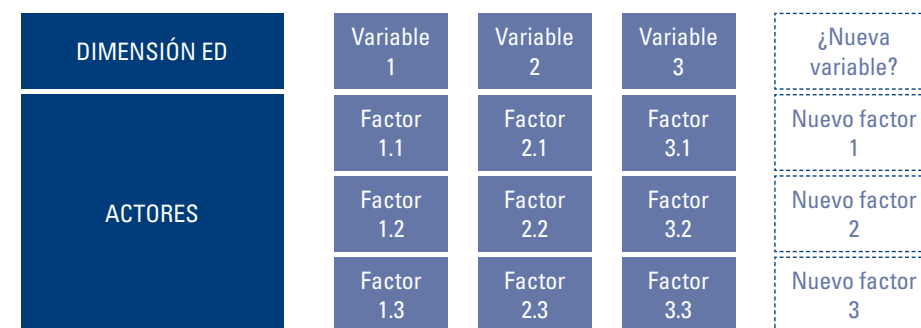 DIMENSIÓN ED
Variable
1
Variable
2
Variable
3
¿Nueva
variable?
ACTORES
Factor
1.1
Factor
2.1
Factor
3.1
Nuevo factor
1
Factor
1.2
Factor
2.2
Factor
3.2
Nuevo factor
2
Factor
1.3
Factor
2.3
Factor
3.3
Nuevo factor
3